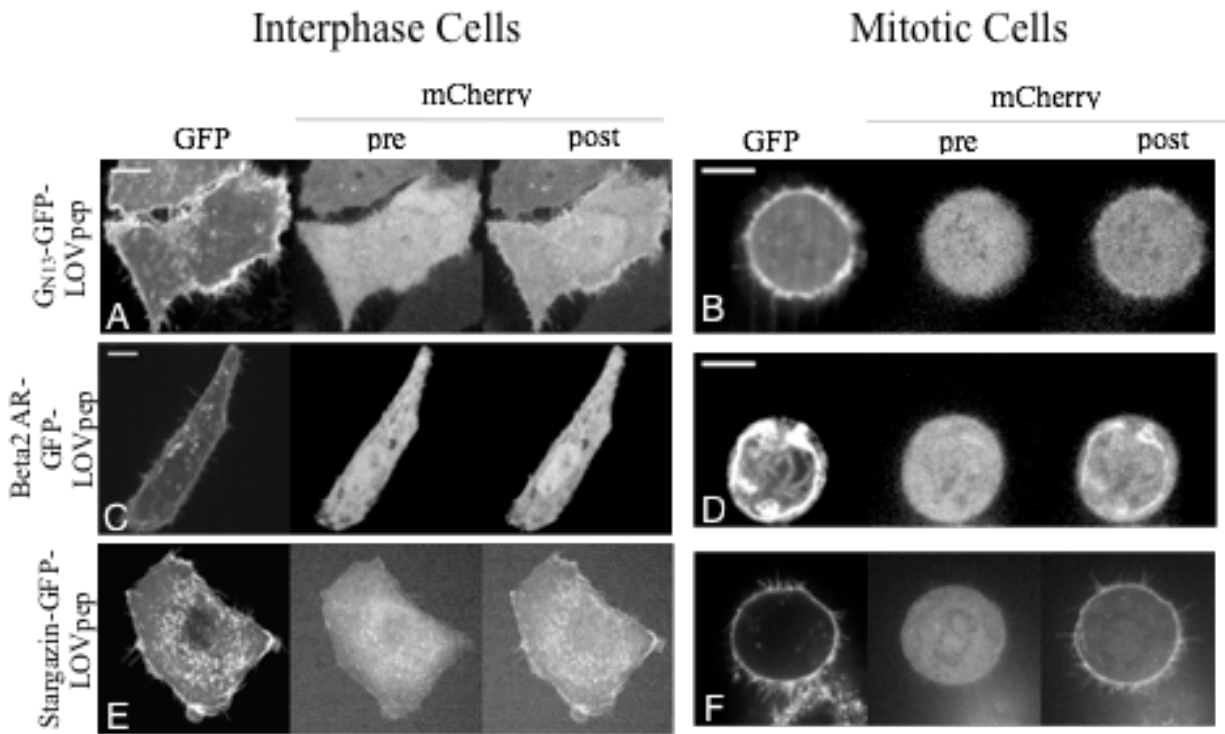 Interphase Cells
Mitotic Cells
mCherry
mCherry
GFP
pre
post
GFP
pre
post
GN13-GFP-
LOVpep
A
B
Beta2 AR-
GFP-
LOVpep
C
D
Stargazin-GFP-
LOVpep
E
F